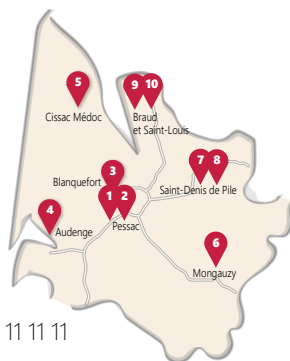 5
Cissac Médoc
9 10
Braud
et Saint-Louis
3
Blanquefort
7 8
Saint-Denis de Pile
1 2
Pessac
4
Audenge
6
Mongauzy
11 11 11